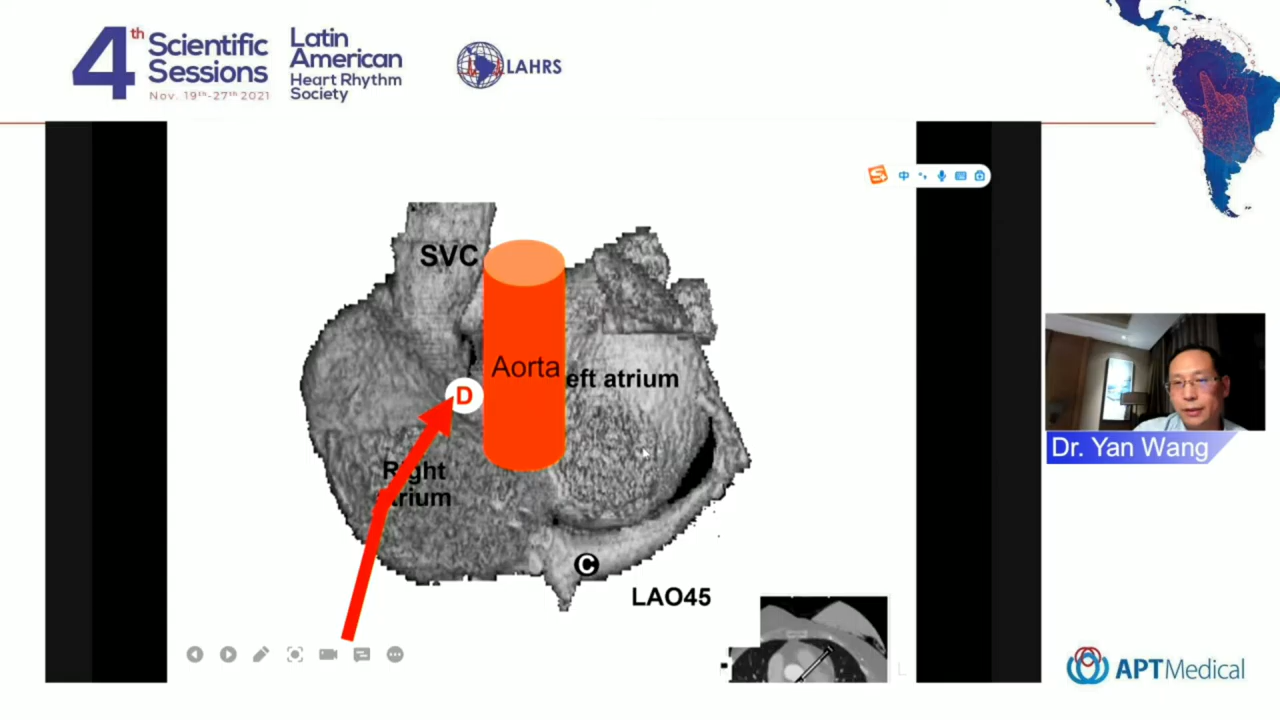 4th Scientific Sessions
Nov. 19th-27th 2021
Latin
American
Heart Rhythm
Society
LAHRS
中
SVC
Aorta
eft atrium
D
Right
atrium
C
LAO45
L
Dr. Yan Wang
APTMedical